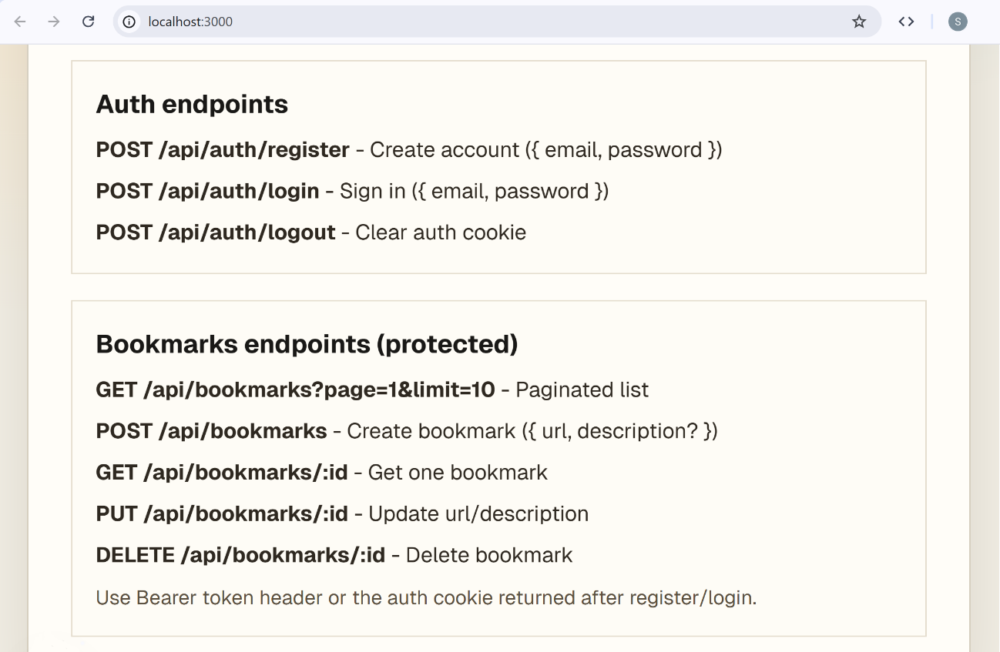 localhost:3000
S
Auth endpoints
POST /api/auth/register - Create account ({ email, password })
POST /api/auth/login - Sign in ({ email, password })
POST /api/auth/logout - Clear auth cookie
Bookmarks endpoints (protected)
GET /api/bookmarks?page=1&limit=10 - Paginated list
POST /api/bookmarks - Create bookmark ({ url, description? })
GET /api/bookmarks/:id - Get one bookmark
PUT /api/bookmarks/:id - Update url/description
DELETE /api/bookmarks/:id - Delete bookmark
Use Bearer token header or the auth cookie returned after register/login.